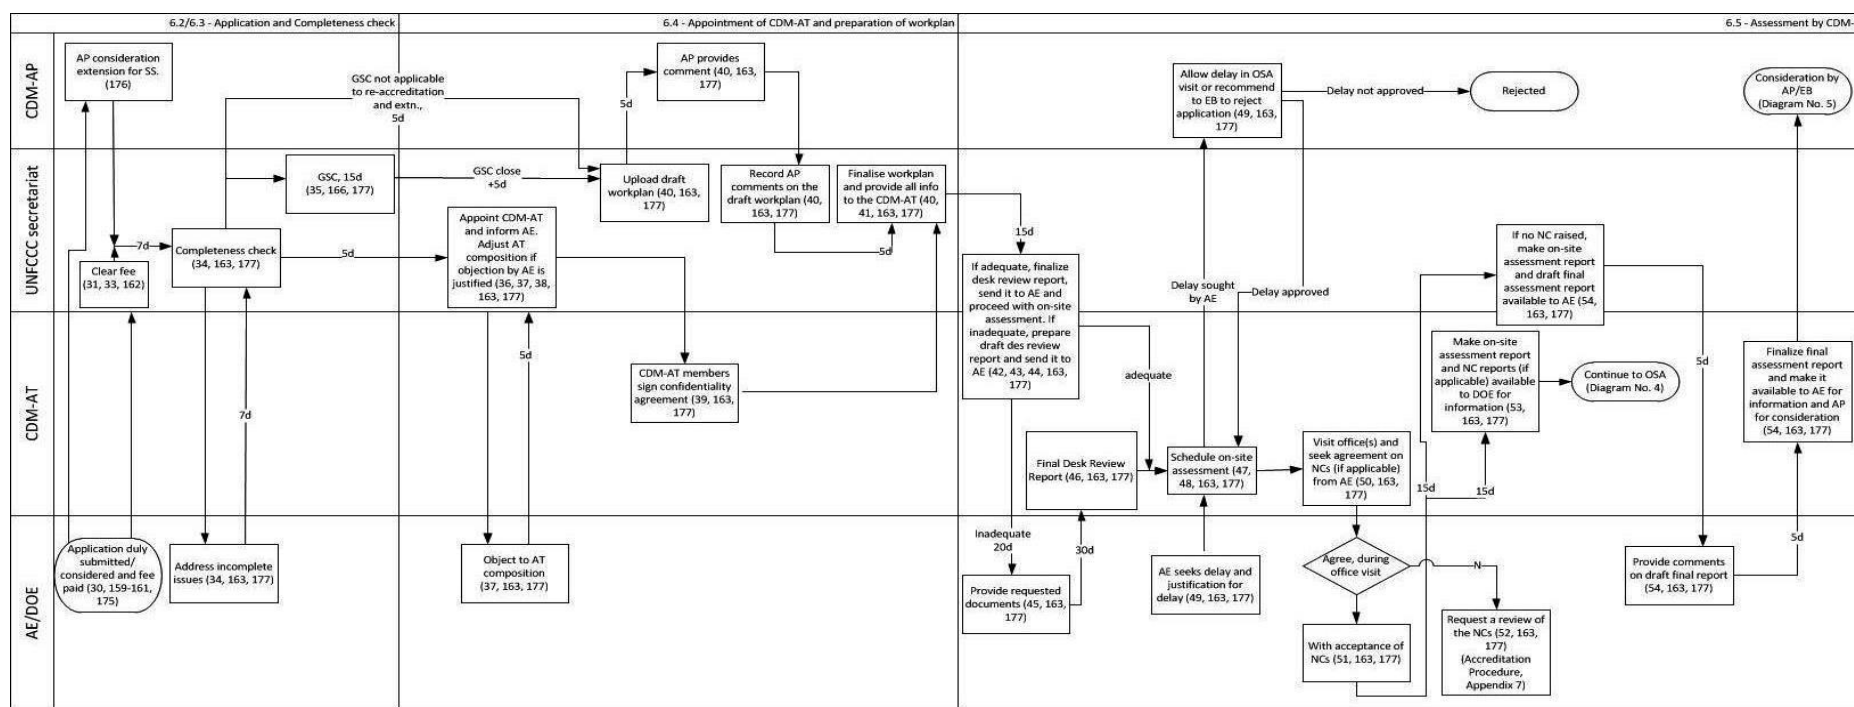 6.2/6.3 - Application and Completeness check
6.4 - Appointment of CDM-AT and preparation of workplan
6.5 - Assessment by CDM-
CDM-AP
AP consideration
extension for SS.
(176)
GSC not applicable
to re-accreditation
and extn.,
5d
5d
AP provides
comment (40, 163,
177)
Allow delay in OSA
visit or recommend
to EB to reject
application (49, 163,
177)
Delay not approved
Rejected
Consideration by
AP/EB
(Diagram No. 5)
UNFCCC secretariat
Clear fee
(31, 33, 162)
7d
Completeness check
(34, 163, 177)
GSC, 15d
(35, 166, 177)
GSC close
+5d
5d
Appoint CDM-AT
and inform AE.
Adjust AT
composition if
objection by AE is
justified (36, 37, 38,
163, 177)
Upload draft
workplan (40, 163,
177)
Record AP
comments on the
draft workplan (40,
163, 177)
5d
Finalise workplan
and provide all info
to the CDM-AT (40,
41, 163, 177)
15d
If adequate, finalize
desk review report,
send it to AE and
proceed with on-site
assessment. If
inadequate, prepare
draft des review
report and send it to
AE (42, 43, 44, 163,
177)
Delay sought
by AE
Delay approved
If no NC raised,
make on-site
assessment report
and draft final
assessment report
available to AE (54,
163, 177)
CDM-AT
7d
5d
CDM-AT members
sign confidentiality
agreement (39, 163,
177)
adequate
Final Desk Review
Report (46, 163, 177)
Schedule on-site
assessment (47,
48, 163, 177)
Visit office(s) and
seek agreement on
NCs (if applicable)
from AE (50, 163,
177)
15d
15d
Make on-site
assessment report
and NC reports (if
applicable) available
to DOE for
information (53,
163, 177)
Continue to OSA
(Diagram No. 4)
5d
Finalize final
assessment report
and make it
available to AE for
information and AP
for consideration
(54, 163, 177)
AE/DOE
Application duly
submitted/
considered and fee
paid (30, 159-161,
175)
Address incomplete
issues (34, 163, 177)
Object to AT
composition
(37, 163, 177)
Inadequate
20d
30d
Provide requested
documents (45, 163,
177)
AE seeks delay and
justification for
delay (49, 163, 177)
Agree, during
office visit
N
With acceptance of
NCs (51, 163, 177)
Request a review of
the NCs (52, 163,
177)
(Accreditation
Procedure,
Appendix 7)
Provide comments
on draft final report
(54, 163, 177)
5d